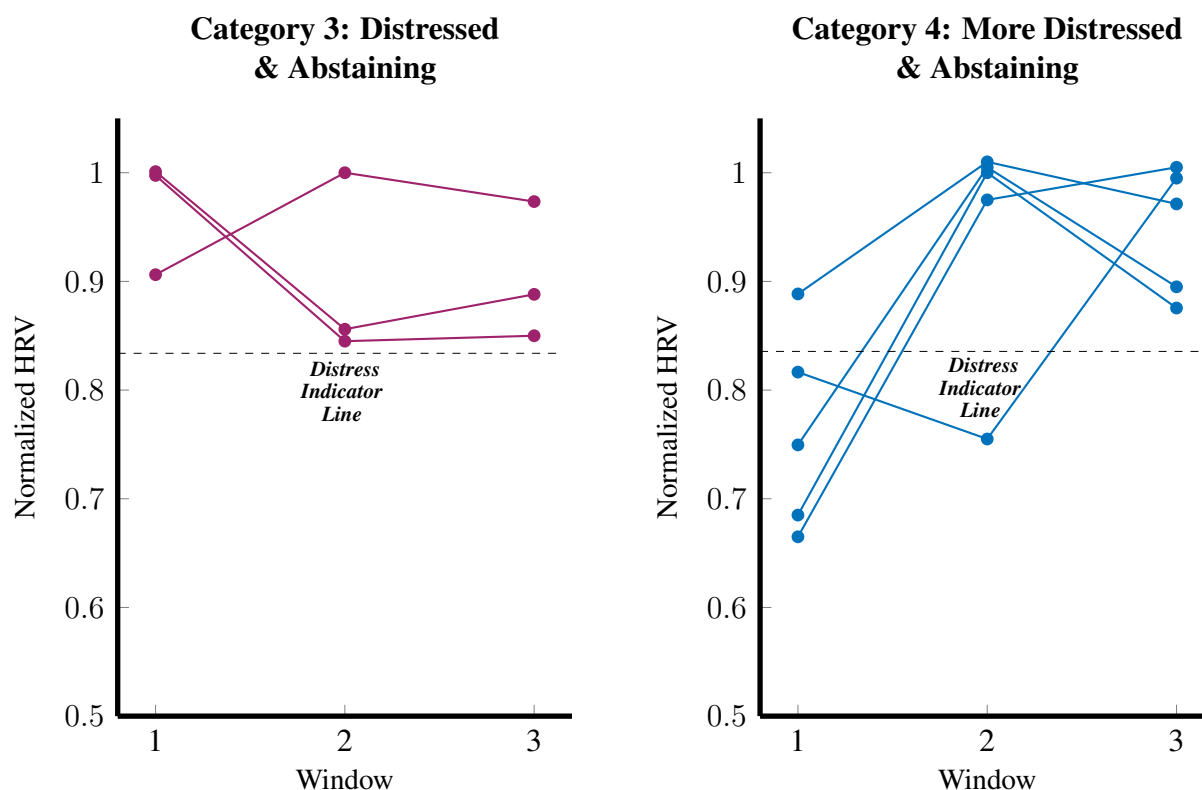 Category 3: Distressed
& Abstaining
Normalized HRV
1
0.9
0.8
0.7
0.6
0.5
Distress
Indicator
Line
1 2 3
Window
Category 4: More Distressed
& Abstaining
Normalized HRV
1
0.9
0.8
0.7
0.6
0.5
Distress
Indicator
Line
1 2 3
Window